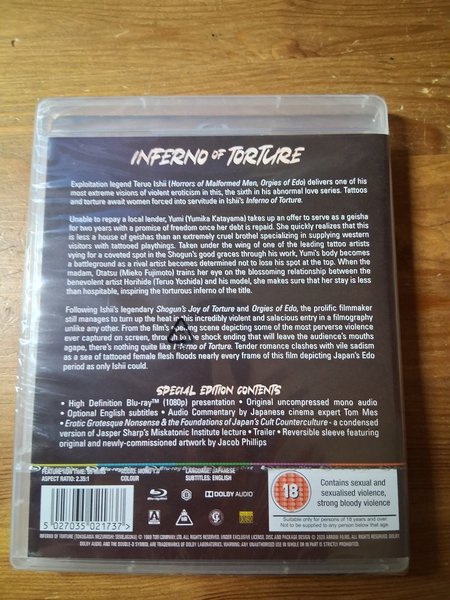 INFERNO OF TORTURE
Exploitation legend Teruo Ishii (Horrors of Malformed Men, Orgies of Edo) delivers one of his
most extreme visions of violent eroticism in this, the sixth in his abnormal love series. Tattoos
and torture await women forced into servitude in Ishii's Inferno of Torture.
Unable to repay a local lender, Yumi (Yumika Katayama) takes up an offer to serve as a geisha
for two years with a promise of freedom once her debt is repaid. She quickly realizes that this
is less a house of geishas than an extremely cruel brothel specializing in supplying western
visitors with tattooed playthings. Taken under the wing of one of the leading tattoo artists
vying for a coveted spot in the Shogun's good graces through his work, Yumi's body becomes
a battleground as a rival artist becomes determined not to lose his spot at the top. When the
madam, Otatsu (Mieko Fujimoto) trains her eye on the blossoming relationship between the
benevolent artist Horihide (Teruo Yoshida) and his model, she makes sure that her stay is less
than hospitable, inspiring the torturous inferno of the title.
Following Ishii's legendary Shogun's Joy of Torture and Orgies of Edo, the prolific filmmaker
still manages to turn up the heat this incredibly violent and salacious entry in a filmography
unlike any other. From the film's scene depicting some of the most perverse violence
ever captured on screen, through to the shock ending that will leave the audience's mouths
agape, there's nothing quite like Inferno of Torture. Tender romance clashes with vile sadism
as a sea of tattooed female flesh floods nearly every frame of this film depicting Japan's Edo
period as only Ishii could.
SPECIAL EDITION CONTENTS
• High Definition Blu-ray™ (1080p) presentation • Original uncompressed mono audio
• Optional English subtitles • Audio Commentary by Japanese cinema expert Tom Mes
• Erotic Grotesque Nonsense & the Foundations of Japan's Cult Counterculture - a condensed
version of Jasper Sharp's Miskatonic Institute lecture • Trailer • Reversible sleeve featuring
original and newly-commissioned artwork by Jacob Phillips
LANGUAGE: JAPANESE
ASPECT RATIO: 2.35:1 COLOUR SUBTITLES: ENGLISH
5 027035 021737 >
DOLBY AUDIO
18
Contains sexual and
sexualised violence,
strong bloody violence
Suitable only for persons of 18 years and over
Not to be supplied to any person below that age